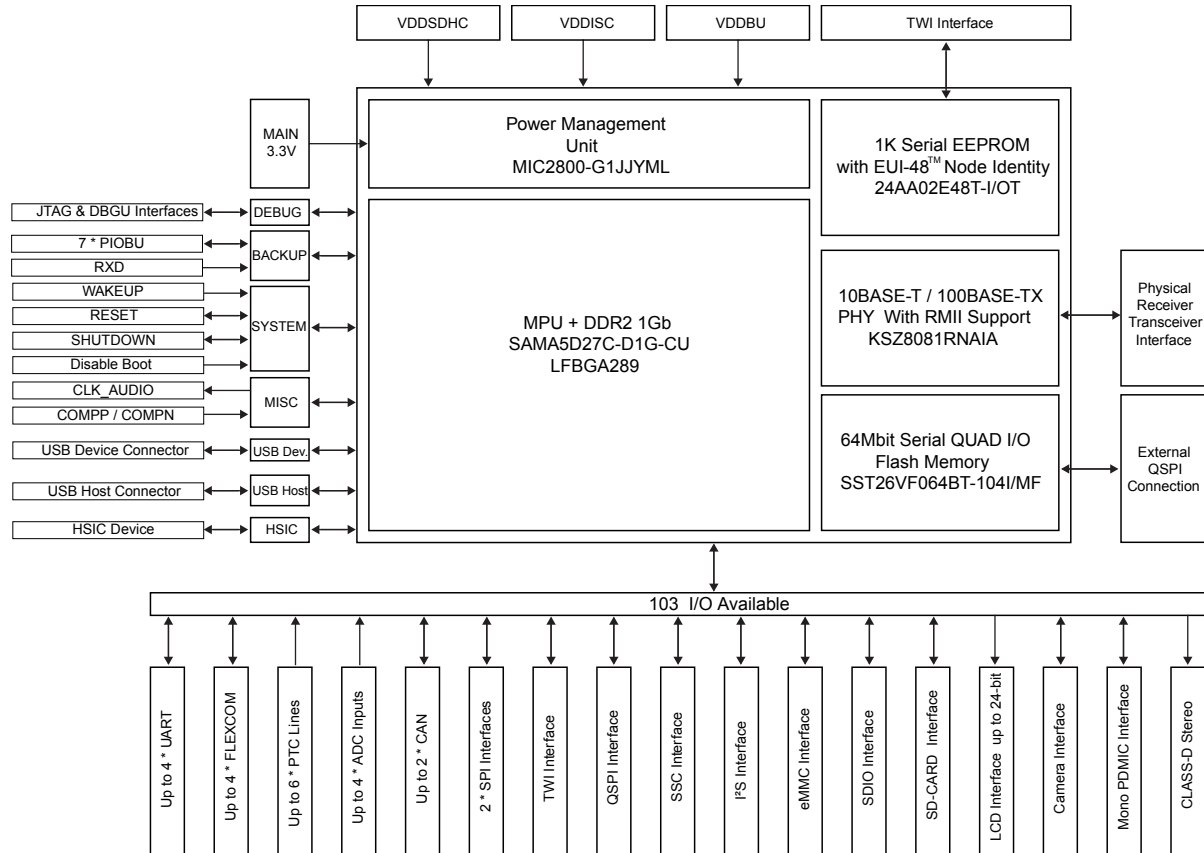 VDDSDHC
VDDISC
VDDBU
TWI Interface
MAIN
3.3V
Power Management
Unit
MIC2800-G1JJYML
1K Serial EEPROM
with EUI-48™ Node Identity
24AA02E48T-I/OT
JTAG & DBGU Interfaces
DEBUG
7 * PIOBU
RXD
BACKUP
WAKEUP
RESET
SHUTDOWN
Disable Boot
SYSTEM
CLK_AUDIO
COMPP / COMPN
MISC
USB Device Connector
USB Dev.
USB Host Connector
USB Host
HSIC Device
HSIC
MPU + DDR2 1Gb
SAMA5D27C-D1G-CU
LFBGA289
10BASE-T / 100BASE-TX
PHY With RMII Support
KSZ8081RNAIA
Physical
Receiver
Transceiver
Interface
64Mbit Serial QUAD I/O
Flash Memory
SST26VF064BT-104I/MF
External
QSPI
Connection
103 I/O Available
Up to 4 * UART
Up to 4 * FLEXCOM
Up to 6 * PTC Lines
Up to 4 * ADC Inputs
Up to 2 * CAN
2 * SPI Interfaces
TWI Interface
QSPI Interface
SSC Interface
I²S Interface
eMMC Interface
SDIO Interface
SD-CARD Interface
LCD Interface up to 24-bit
Camera Interface
Mono PDMIC Interface
CLASS-D Stereo